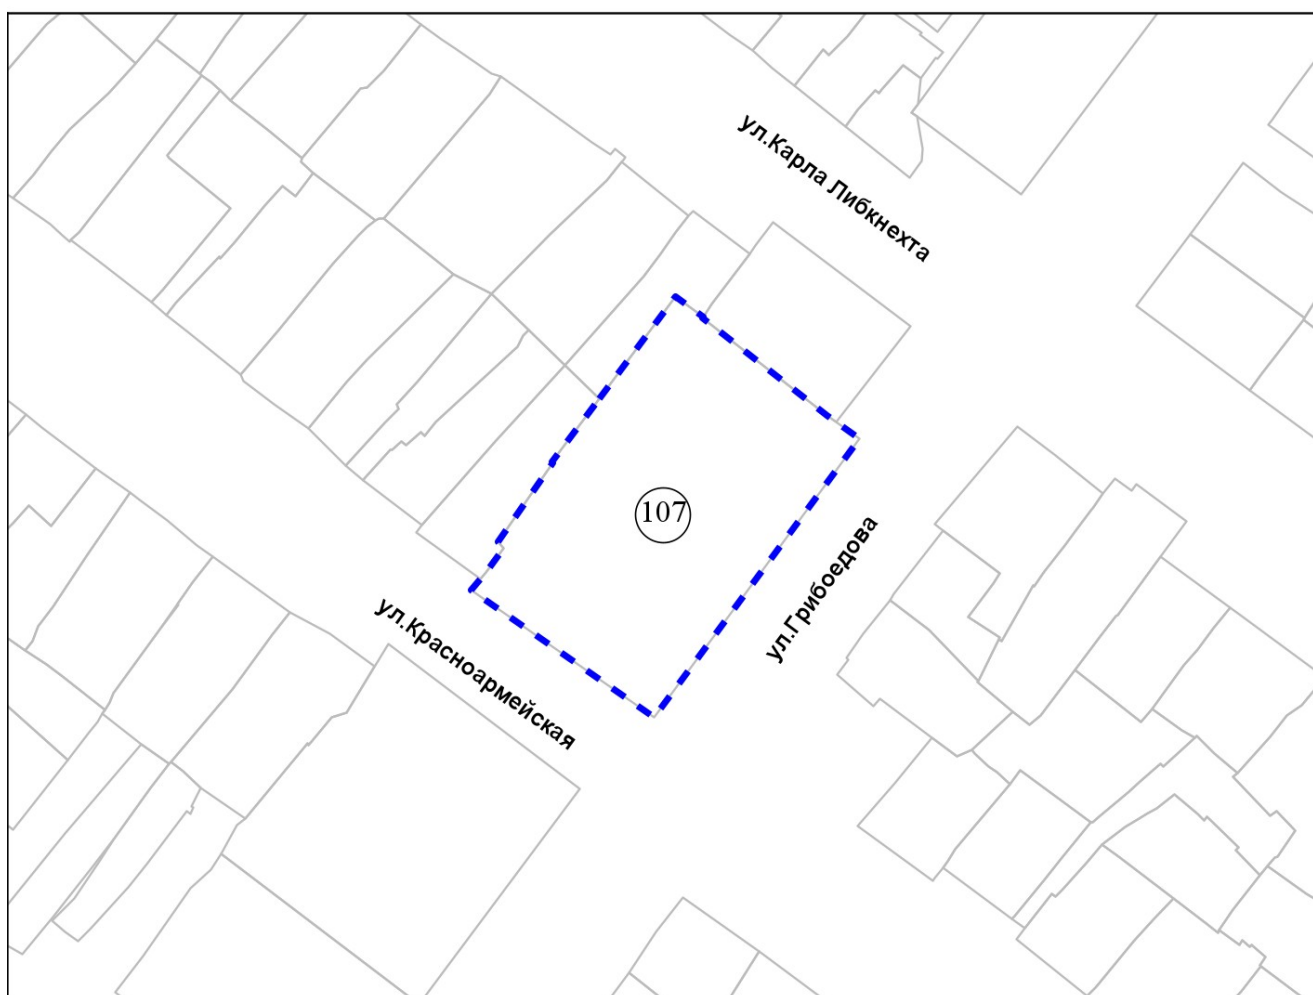 ул.Карла Либкнехта
107
ул.Грибоедова
ул.Красноармейская